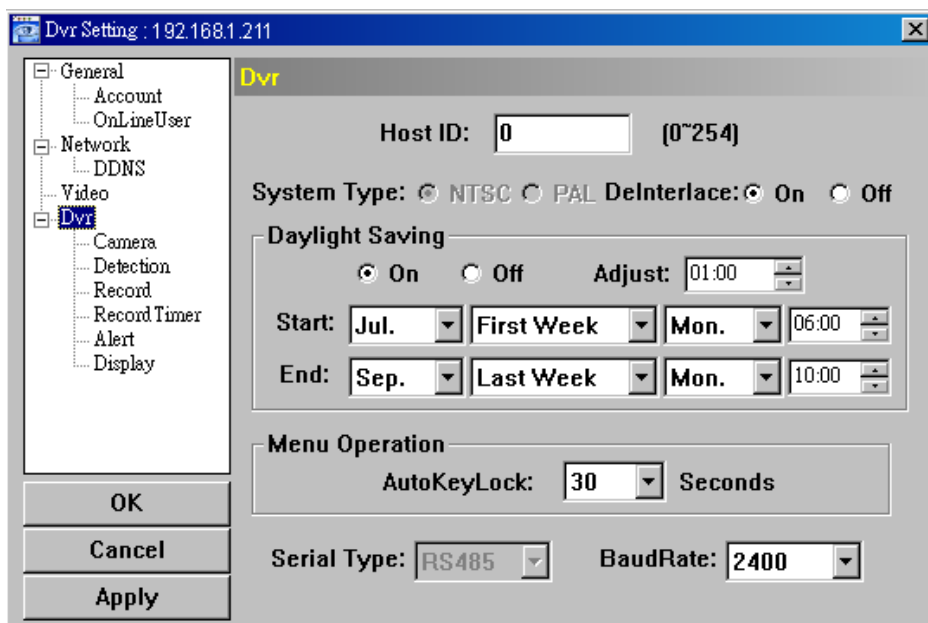 Dvr Setting : 192.168.1.211
General
Account
OnLineUser
Network
DDNS
Video
Dvr
Camera
Detection
Record
Record Timer
Alert
Display
OK
Cancel
Apply
Dvr
Host ID: 0 (0~254)
System Type: NTSC PAL DeInterlace: On Off
Daylight Saving
On Off Adjust: 01:00
Start: Jul. First Week Mon. 06:00
End: Sep. Last Week Mon. 10:00
Menu Operation
AutoKeyLock: 30 Seconds
Serial Type: RS485 BaudRate: 2400